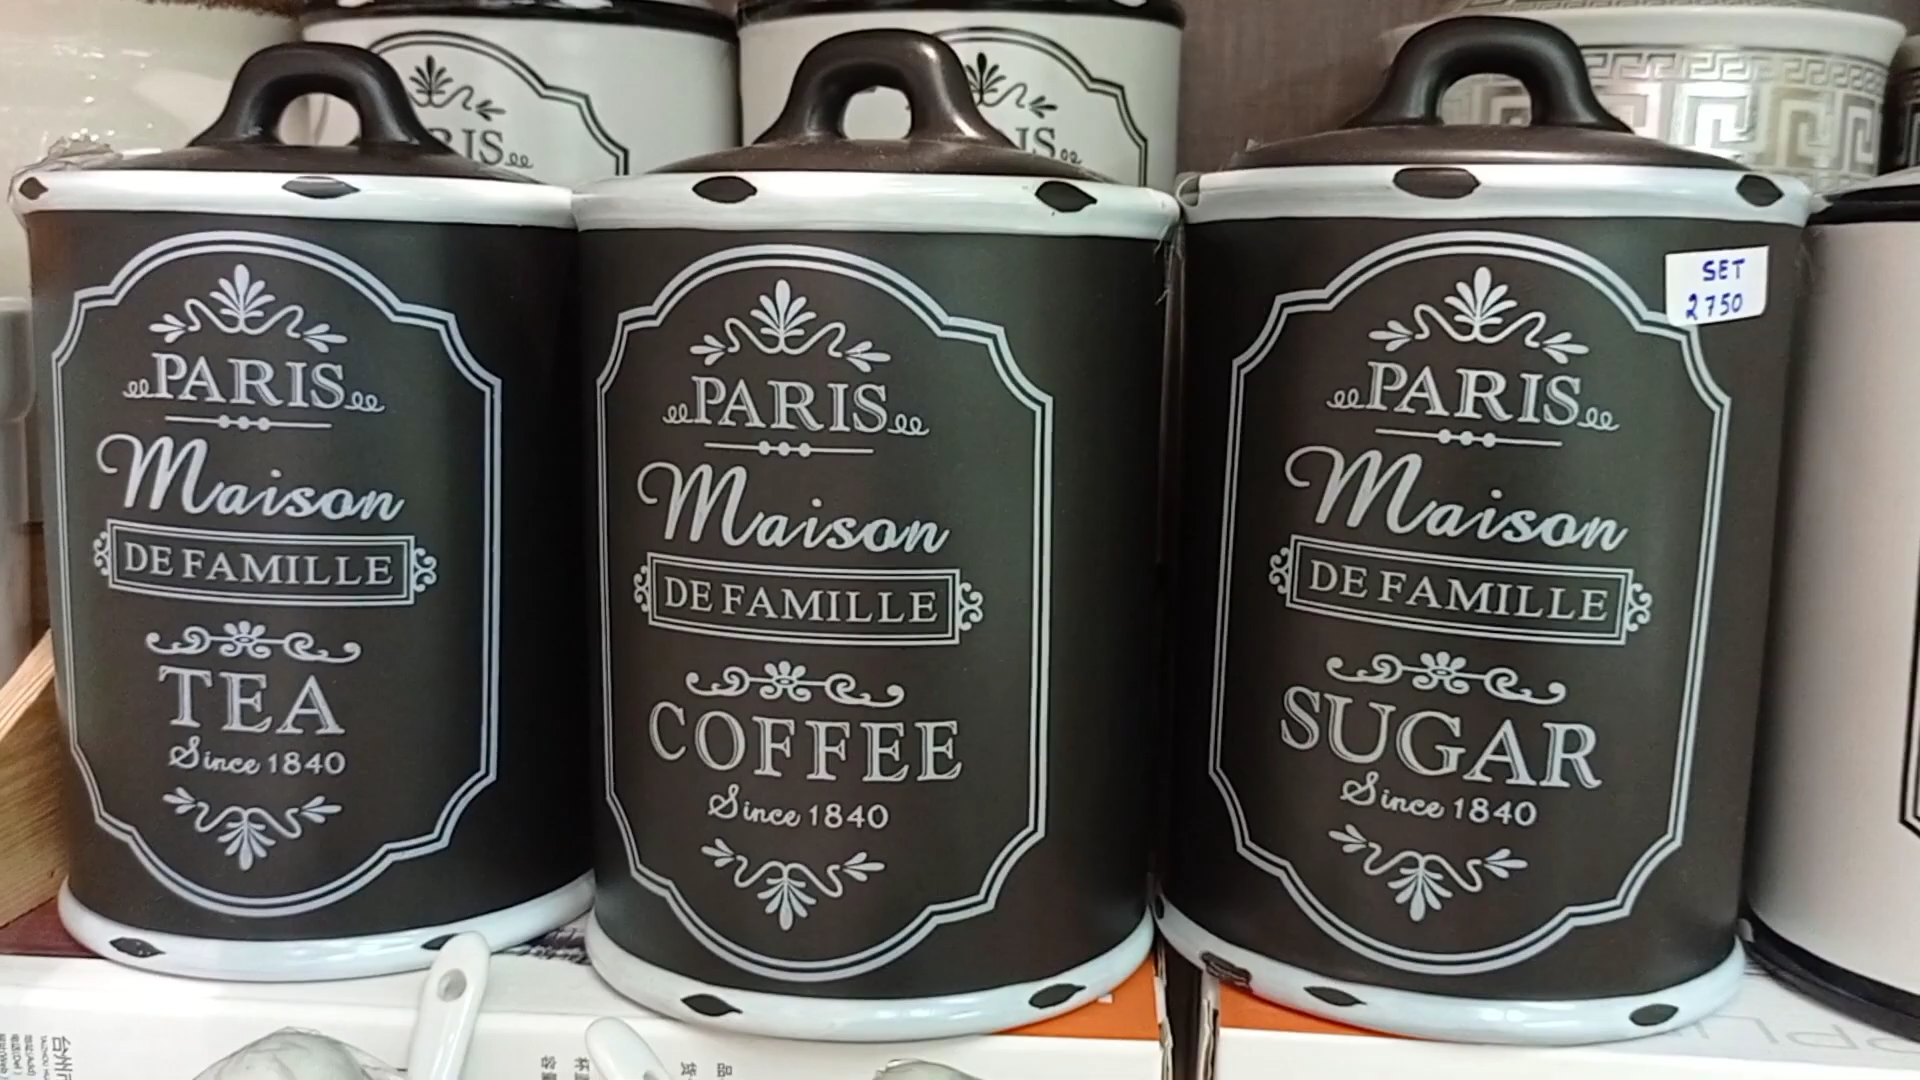 PARIS
Maison
DE FAMILLE
TEA
Since 1840
PARIS
Maison
DE FAMILLE
COFFEE
Since 1840
SET
2750
PARIS
Maison
DE FAMILLE
SUGAR
Since 1840